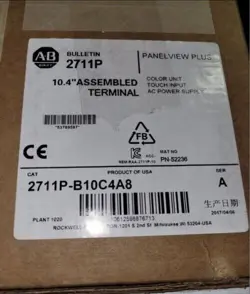 AB
BULLETIN
2711P
PANELVIEW PLUS
10.4" ASSEMBLED
TERMINAL
COLOR UNIT
TOUCH INPUT
AC POWER SUPPLY
FB
CE
PAT NO
PN-52236
CAT
PRODUCT OF USA
SER
2711P-B10C4A8
A
生产日期
PLANT 1020